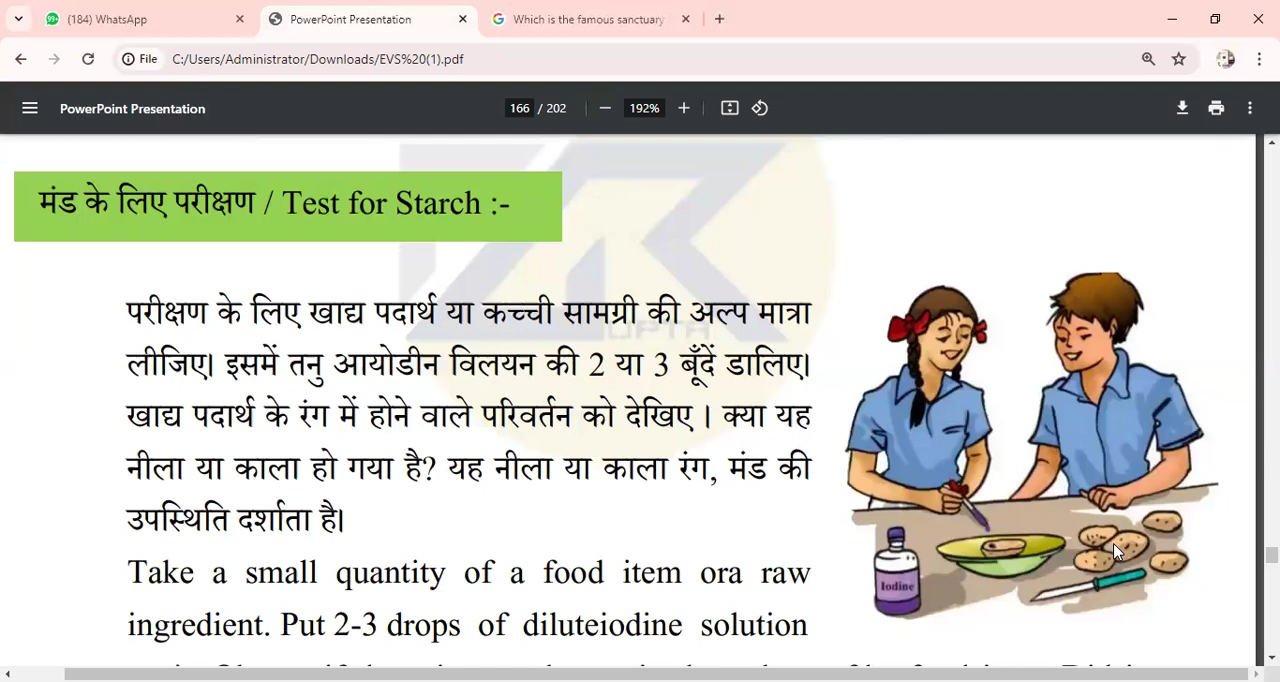 (184) WhatsApp
PowerPoint Presentation
Which is the famous sanctuary
File
C:/Users/Administrator/Downloads/EVS%20(1).pdf
PowerPoint Presentation
166 / 202
192%
मंड के लिए परीक्षण / Test for Starch :-
परीक्षण के लिए खाद्य पदार्थ या कच्ची सामग्री की अल्प मात्रा
लीजिए। इसमें तनु आयोडीन विलयन की 2 या 3 बूँदें डालिए।
खाद्य पदार्थ के रंग में होने वाले परिवर्तन को देखिए । क्या यह
नीला या काला हो गया है? यह नीला या काला रंग, मंड की
उपस्थिति दर्शाता है।
Take a small quantity of a food item ora raw
ingredient. Put 2-3 drops of diluteiodine solution
Iodine
UPTA